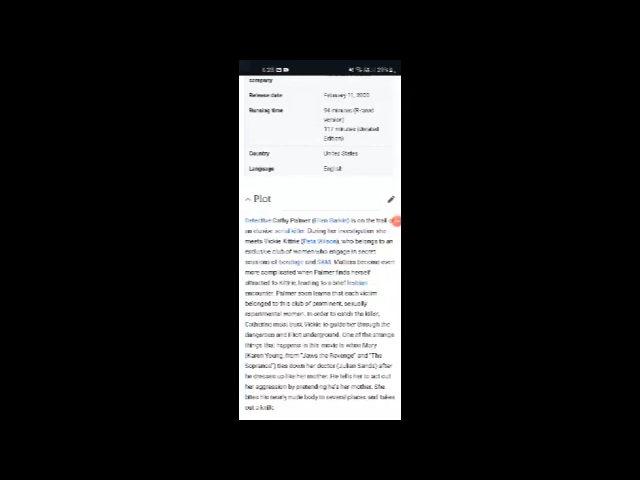 company
Release date February 11, 2000
Running time 94 minutes (R-rated
version)
117 minutes (Unrated
Edition)
Country United States
Language English
Plot
Detective Cathy Palmer (Ellen Barkin) is on the trail of
an elusive serial killer. During her investigation she
meets Vickie Kittrie (Peta Wilson), who belongs to an
exclusive club of women who engage in secret
sessions of bondage and S&M. Matters become even
more complicated when Palmer finds herself
attracted to Kittrie, leading to a brief lesbian
encounter. Palmer soon learns that each victim
belonged to this club of prominent, sexually
experimental women. In order to catch the killer,
Catherine must trust Vickie to guide her through the
dangerous and illicit underground. One of the strange
things that happens in this movie is when Mary
(Karen Young, from "Jaws the Revenge" and "The
Sopranos") ties down her doctor (Julian Sands) after
he dresses up like her mother. He tells her to act out
her aggression by pretending he's her mother. She
bites his nearly nude body in several places and takes
out a knife.